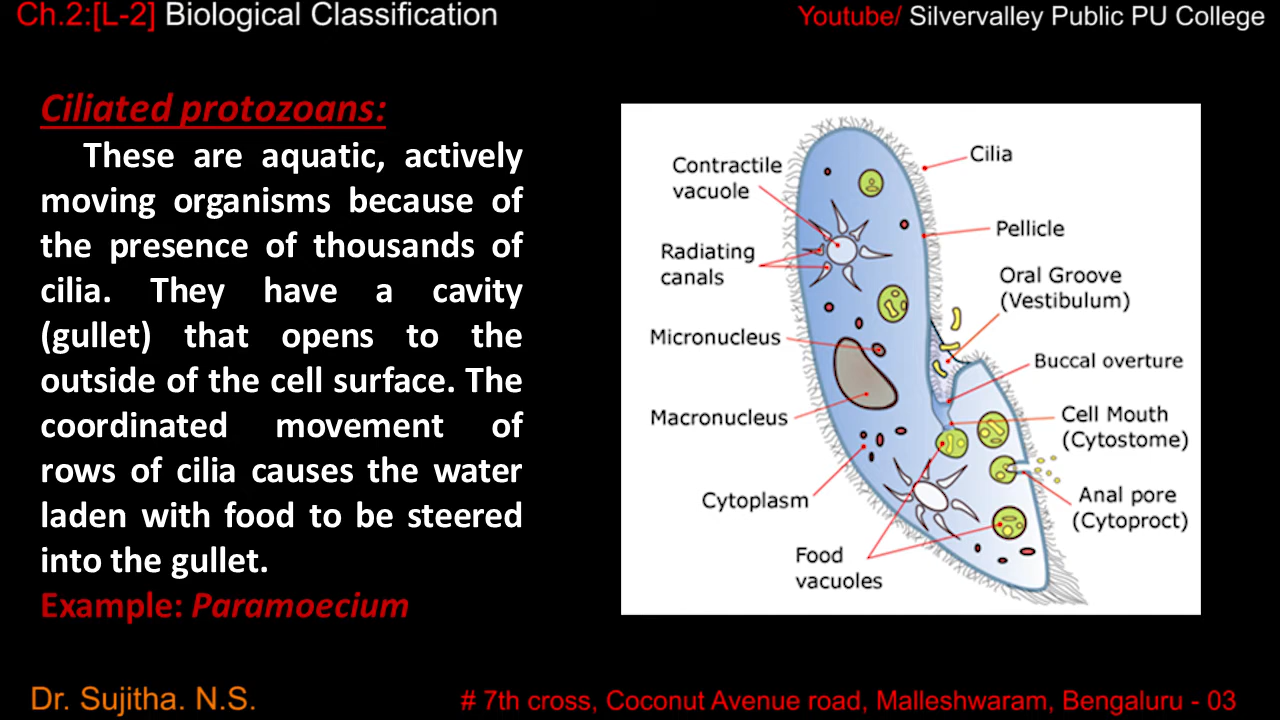 Ch.2:[L-2] Biological Classification
Youtube/ Silvervalley Public PU College
Ciliated protozoans:
These are aquatic, actively
moving organisms because of
the presence of thousands of
cilia. They have a cavity
(gullet) that opens to the
outside of the cell surface. The
coordinated movement of
rows of cilia causes the water
laden with food to be steered
into the gullet.
Example: Paramoecium
Contractile
vacuole
Radiating
canals
Micronucleus
Macronucleus
Cytoplasm
Food
vacuoles
Cilia
Pellicle
Oral Groove
(Vestibulum)
Buccal overture
Cell Mouth
(Cytostome)
Anal pore
(Cytoproct)
Dr. Sujitha. N.S.
# 7th cross, Coconut Avenue road, Malleshwaram, Bengaluru - 03